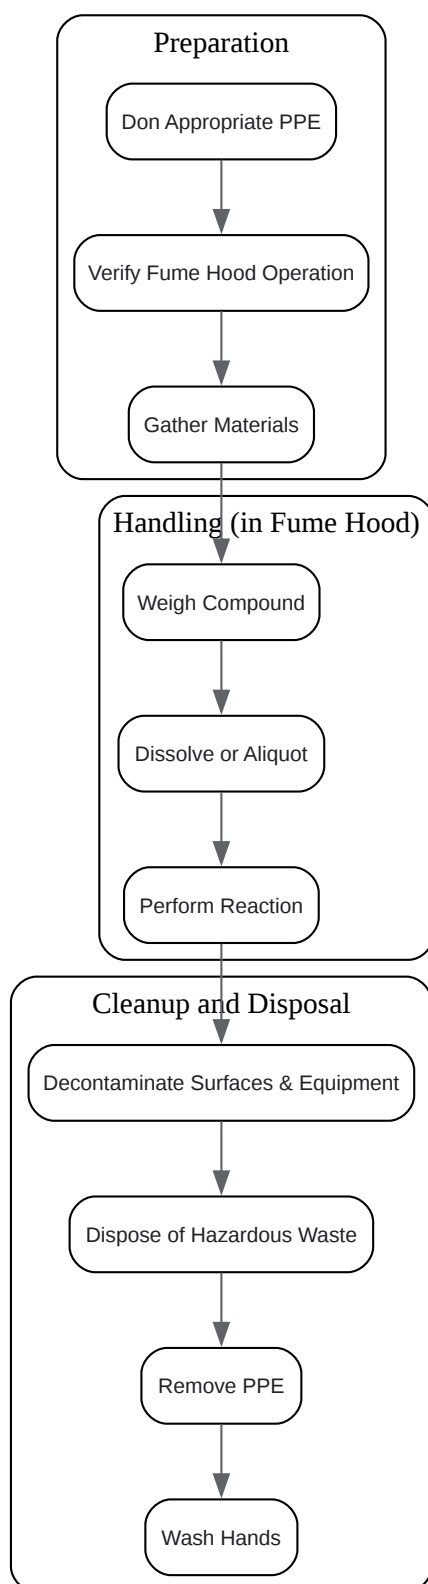 Preparation
Don Appropriate PPE
Verify Fume Hood Operation
Gather Materials
Handling (in Fume Hood)
Weigh Compound
Dissolve or Aliquot
Perform Reaction
Cleanup and Disposal
Decontaminate Surfaces & Equipment
Dispose of Hazardous Waste
Remove PPE
Wash Hands